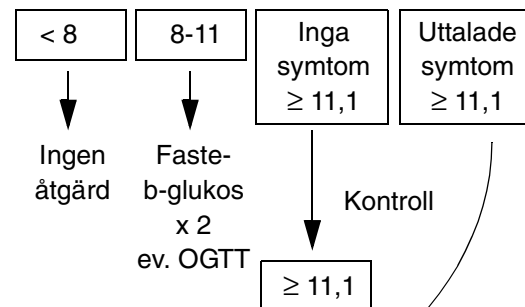 < 8
8-11
Inga
symtom
≥ 11,1
Uttalade
symtom
≥ 11,1
Ingen
åtgärd
Faste-
b-glukos
x 2
ev. OGTT
Kontroll
≥ 11,1